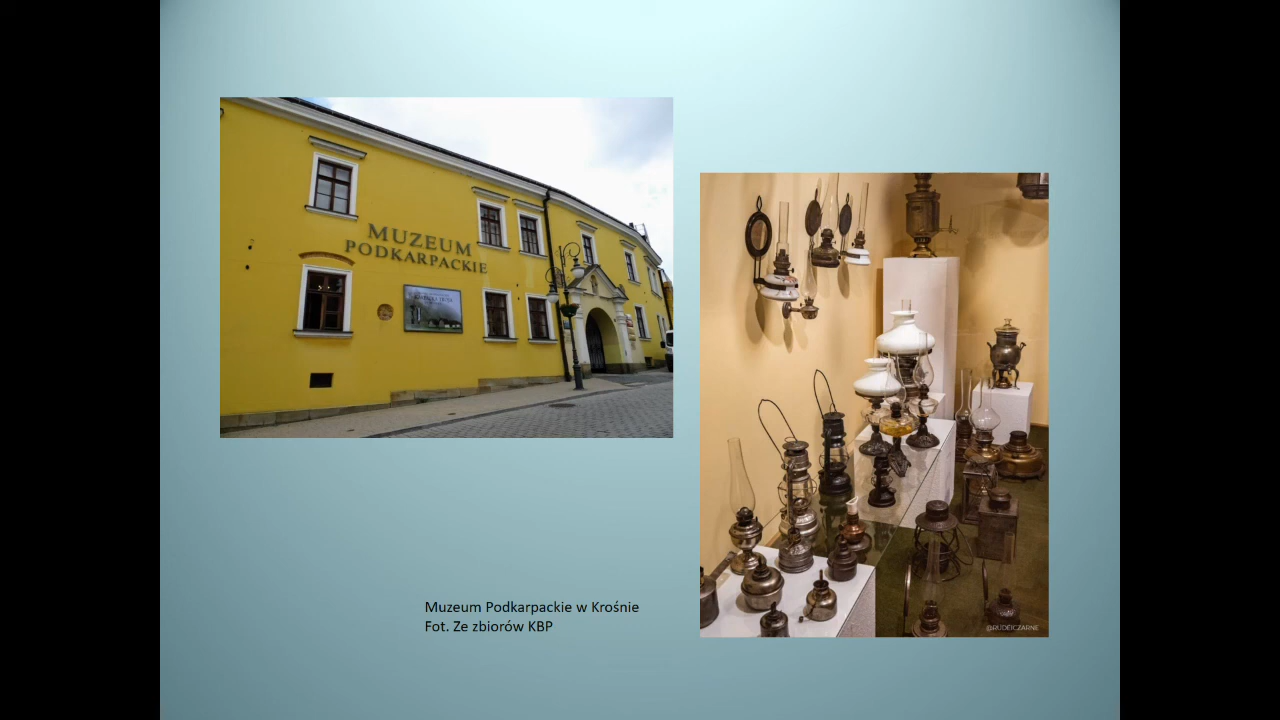 MUZEUM
PODKARPACKIE
Muzeum Podkarpackie w Krośnie
Fot. Ze zbiorów KBP
@RUDEICZARNE